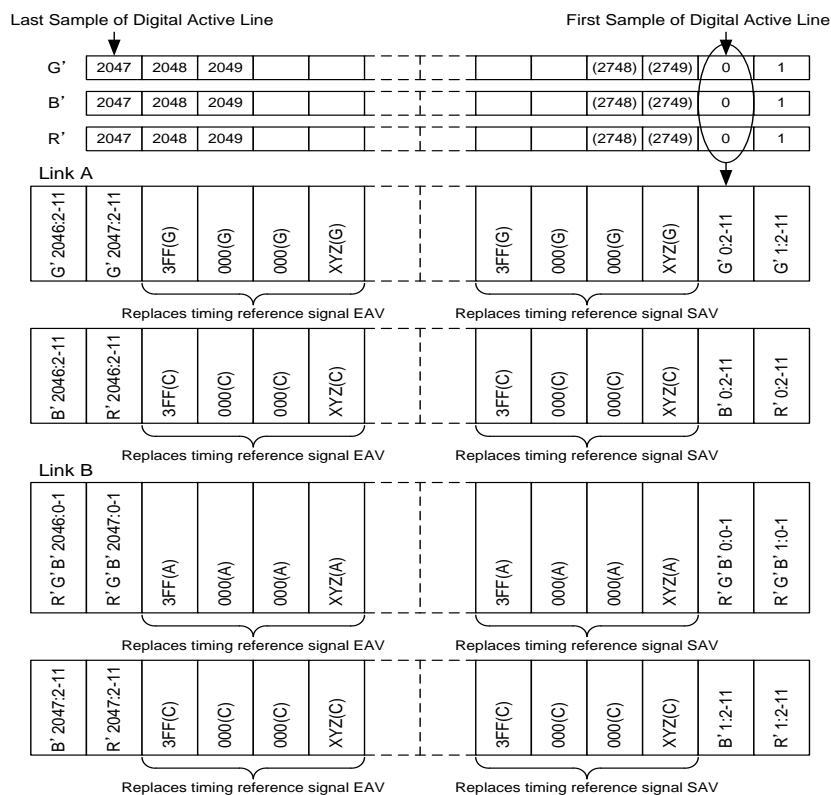 Last Sample of Digital Active Line First Sample of Digital Active Line
G’ 2047 2048 2049 (2748) (2749) 0 1
B’ 2047 2048 2049 (2748) (2749) 0 1
R’ 2047 2048 2049 (2748) (2749) 0 1
Link A
G’ 2046:2-11 G’ 2047:2-11 3FF(G) 000(G) 000(G) XYZ(G) 3FF(G) 000(G) 000(G) XYZ(G) G’ 0:2-11 G’ 1:2-11
Replaces timing reference signal EAV Replaces timing reference signal SAV
B’ 2046:2-11 R’ 2046:2-11 3FF(C) 000(C) 000(C) XYZ(C) 3FF(C) 000(C) 000(C) XYZ(C) B’ 0:2-11 R’ 0:2-11
Replaces timing reference signal EAV Replaces timing reference signal SAV
Link B
R’ G’ B’ 2046:0-1 R’ G’ B’ 2047:0-1 3FF(A) 000(A) 000(A) XYZ(A) 3FF(A) 000(A) 000(A) XYZ(A) R’ G’ B’ 0:0-1 R’ G’ B’ 1:0-1
Replaces timing reference signal EAV Replaces timing reference signal SAV
B’ 2047:2-11 R’ 2047:2-11 3FF(C) 000(C) 000(C) XYZ(C) 3FF(C) 000(C) 000(C) XYZ(C) B’ 1:2-11 R’ 1:2-11
Replaces timing reference signal EAV Replaces timing reference signal SAV